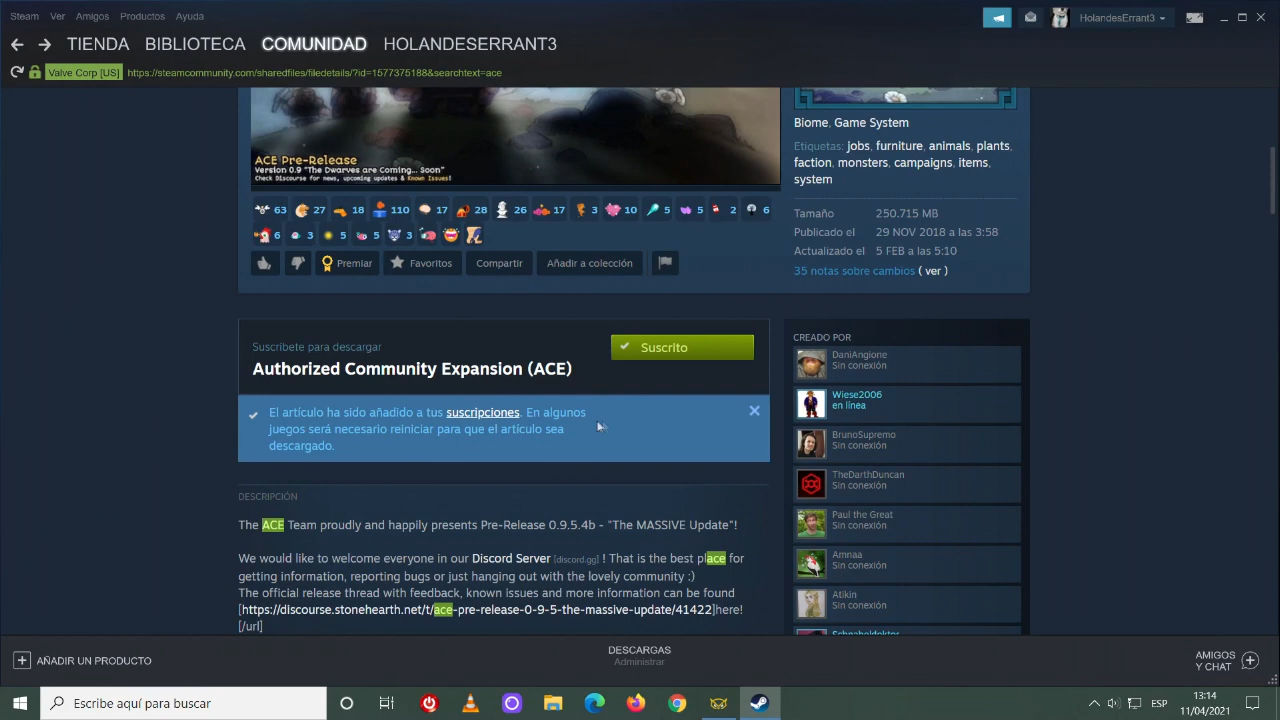 Steam Ver Amigos Productos Ayuda
HOLANDESERRANT3
HolandesErrant3
TIENDA BIBLIOTECA COMUNIDAD HOLANDESERRANT3
Valve Corp [US] https://steamcommunity.com/sharedfiles/filedetails/?id=1577375188&searchtext=ace
ACE Pre-Release
Version 0.9 "The Dwarves are Coming... Soon"
Check Discourse for news, upcoming updates & Known Issues!
63 27 18 110 17 28 26 17 3 10 5 5 2 6
6 3 5 5 3
Premiar Favoritos Compartir Añadir a colección
Biome, Game System
Etiquetas: jobs, furniture, animals, plants,
faction, monsters, campaigns, items,
system
Tamaño 250.715 MB
Publicado el 29 NOV 2018 a las 3:58
Actualizado el 5 FEB a las 5:10
35 notas sobre cambios ( ver )
Suscríbete para descargar
Authorized Community Expansion (ACE)
Suscrito
El artículo ha sido añadido a tus suscripciones. En algunos
juegos será necesario reiniciar para que el artículo sea
descargado.
DESCRIPCIÓN
The ACE Team proudly and happily presents Pre-Release 0.9.5.4b - "The MASSIVE Update"!
We would like to welcome everyone in our Discord Server [discord.gg] ! That is the best place for
getting information, reporting bugs or just hanging out with the lovely community :)
The official release thread with feedback, known issues and more information can be found
[https://discourse.stonehearth.net/t/ace-pre-release-0-9-5-the-massive-update/41422]here!
[/url]
CREADO POR
DaniAngione
Sin conexión
Wiese2006
en línea
BrunoSupremo
Sin conexión
TheDarthDuncan
Sin conexión
Paul the Great
Sin conexión
Amnaa
Sin conexión
Atikin
Sin conexión
AÑADIR UN PRODUCTO
DESCARGAS
Administrar
AMIGOS
Y CHAT
Escribe aquí para buscar
ESP
13:14
11/04/2021